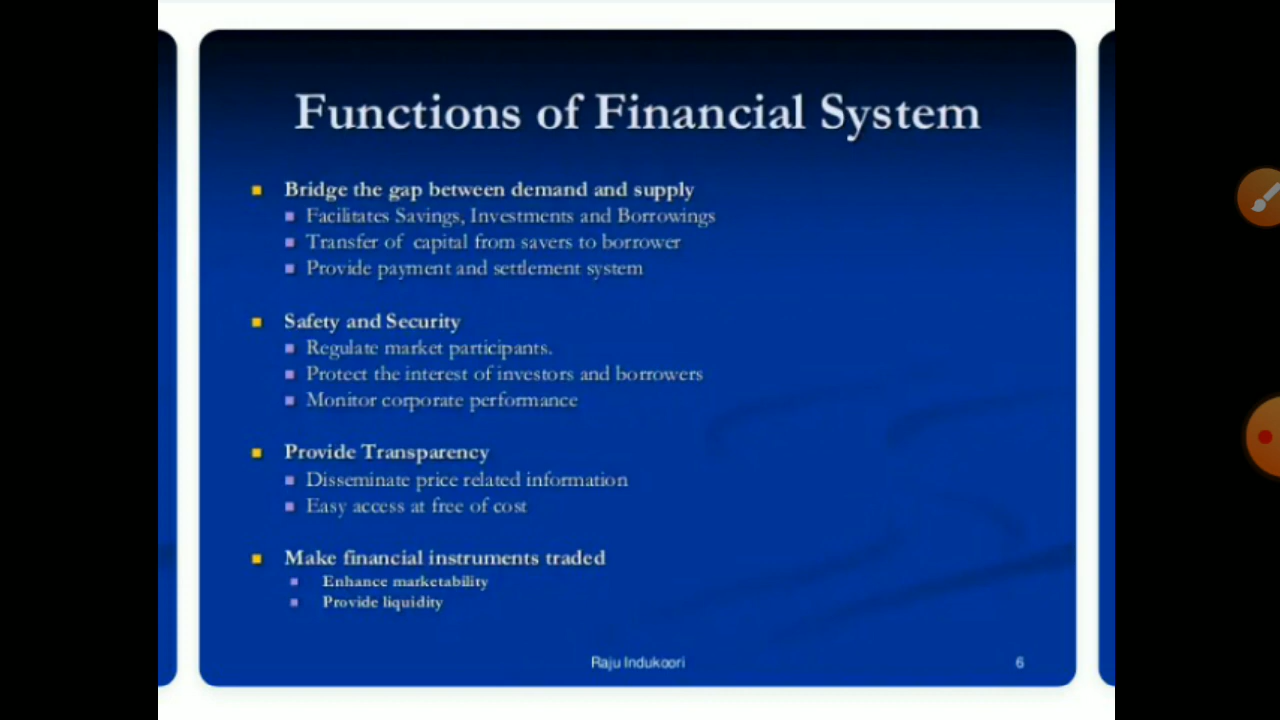 Functions of Financial System
Bridge the gap between demand and supply
Facilitates Savings, Investments and Borrowings
Transfer of capital from savers to borrower
Provide payment and settlement system
Safety and Security
Regulate market participants.
Protect the interest of investors and borrowers
Monitor corporate performance
Provide Transparency
Disseminate price related information
Easy access at free of cost
Make financial instruments traded
Enhance marketability
Provide liquidity
Raju Indukoori
6